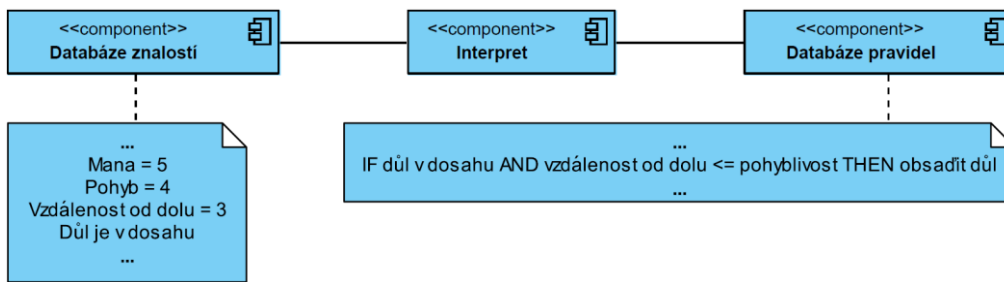 <<component>>
Databáze znalostí
<<component>>
Interpret
<<component>>
Databáze pravidel
...
Mana = 5
Pohyb = 4
Vzdálenost od dolu = 3
Důl je v dosahu
...
...
IF důl v dosahu AND vzdálenost od dolu <= pohyblivost THEN obsadit důl
...